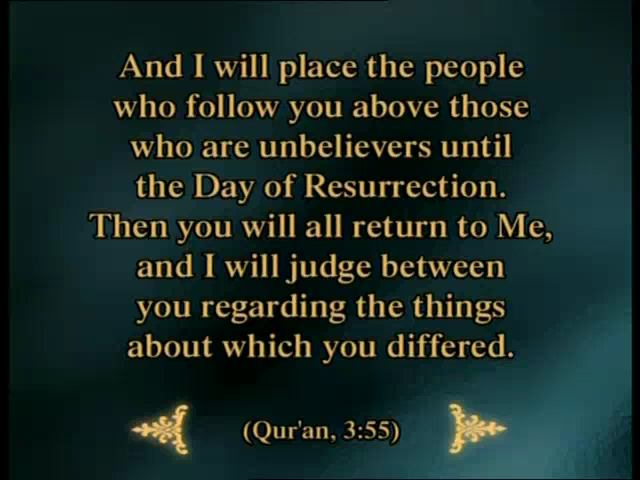 And I will place the people
who follow you above those
who are unbelievers until
the Day of Resurrection.
Then you will all return to Me,
and I will judge between
you regarding the things
about which you differed.
(Qur'an, 3:55)